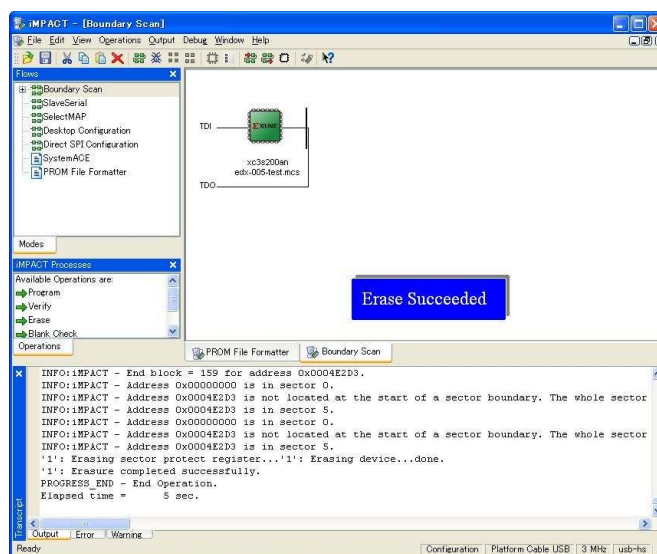 iMPACT - [Boundary Scan]
File Edit View Operations Output Debug Window Help
Flows
Boundary Scan
SlaveSerial
SelectMAP
Desktop Configuration
Direct SPI Configuration
SystemACE
PROM File Formatter
Modes
iMPACT Processes
Available Operations are:
Program
Verify
Erase
Blank Check
Operations
TDI
XILINX
xc3s200an
edx-005-test.mcs
TDO
Erase Succeeded
PROM File Formatter
Boundary Scan
INFO:iMPACT - End block = 159 for address 0x0004E2D3.
INFO:iMPACT - Address 0x00000000 is in sector 0.
INFO:iMPACT - Address 0x0004E2D3 is not located at the start of a sector boundary. The whole sector
INFO:iMPACT - Address 0x0004E2D3 is in sector 5.
INFO:iMPACT - Address 0x00000000 is in sector 0.
INFO:iMPACT - Address 0x0004E2D3 is not located at the start of a sector boundary. The whole sector
INFO:iMPACT - Address 0x0004E2D3 is in sector 5.
'1': Erasing sector protect register...'1': Erasing device...done.
'1': Erasure completed successfully.
PROGRESS_END - End Operation.
Elapsed time = 5 sec.
Transcript
Output Error Warning
Ready
Configuration Platform Cable USB 3 MHz usb-hs